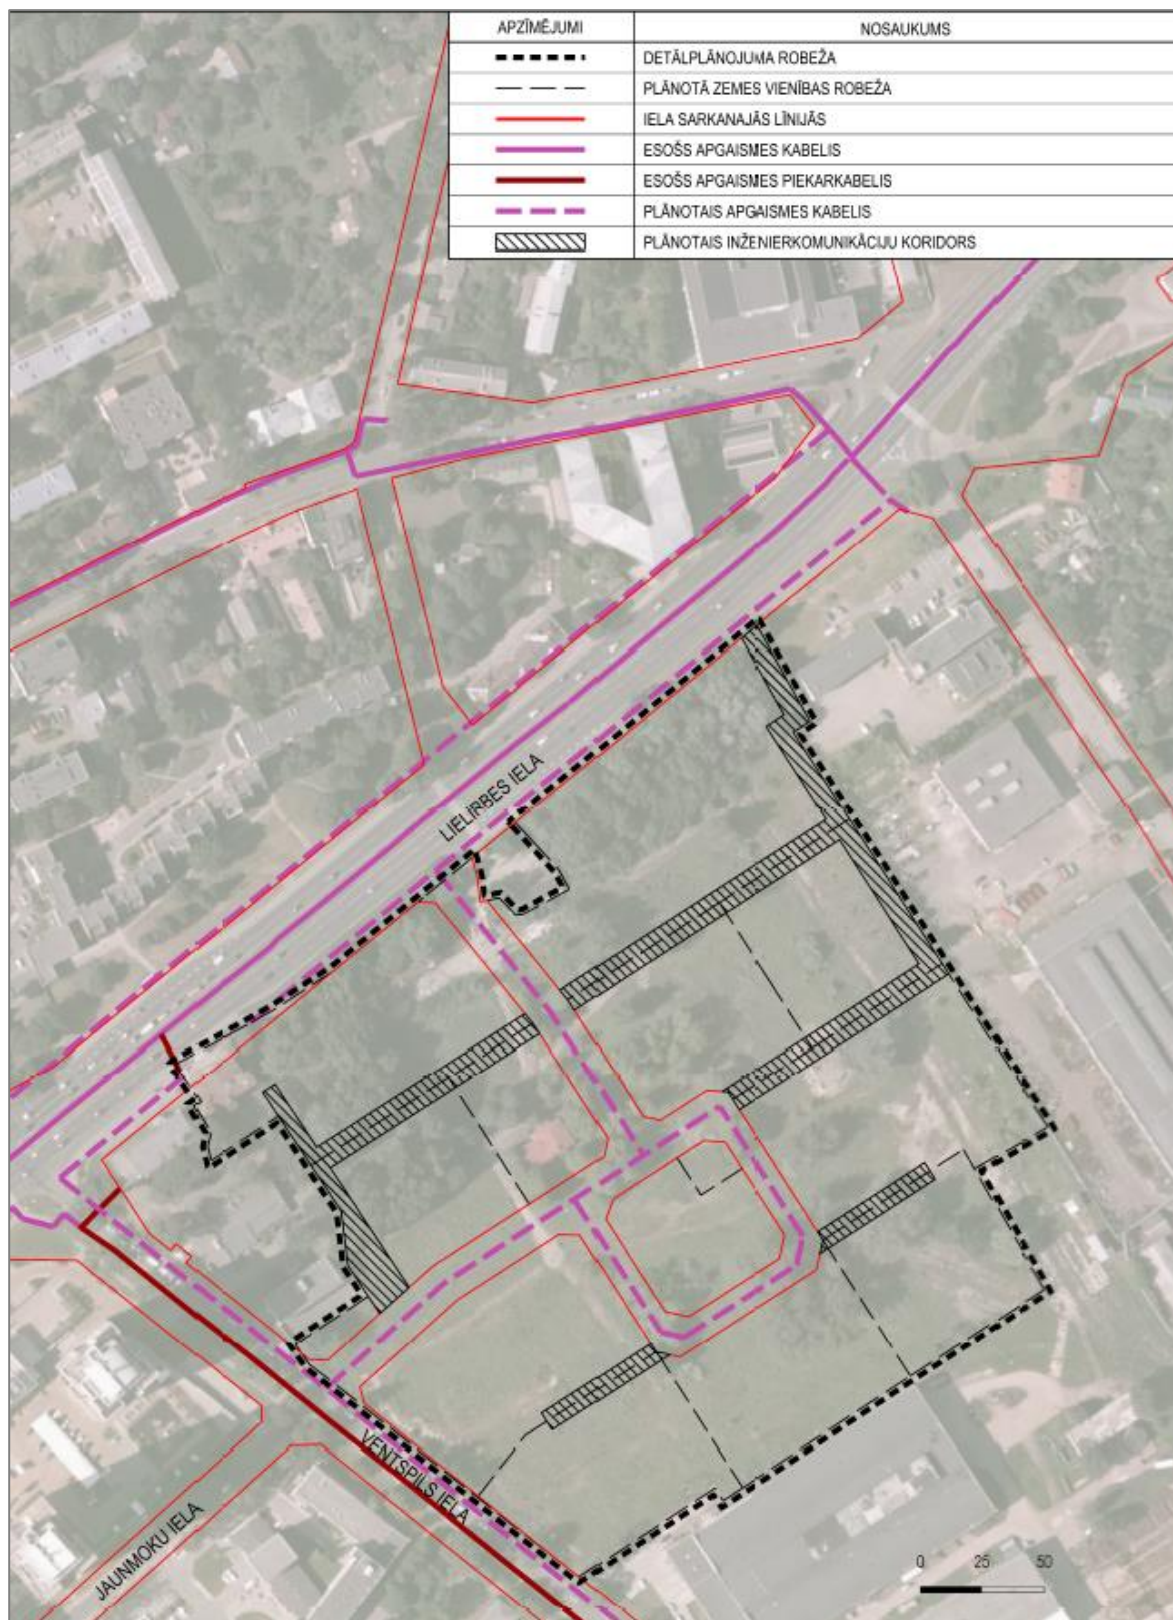 APZĪMĒJUMI NOSAUKUMS
DETĀLPLĀNOJUMA ROBEŽA
PLĀNOTĀ ZEMES VIENĪBAS ROBEŽA
IELA SARKANAJĀS LĪNIJĀS
ESOŠS APGAISMES KABELIS
ESOŠS APGAISMES PIEKARKABELIS
PLĀNOTAIS APGAISMES KABELIS
PLĀNOTAIS INŽENIERKOMUNIKĀCIJU KORIDORS
LIELIRBES IELA
VENTSPILS IELA
JAUNMOKU IELA
0 25 50